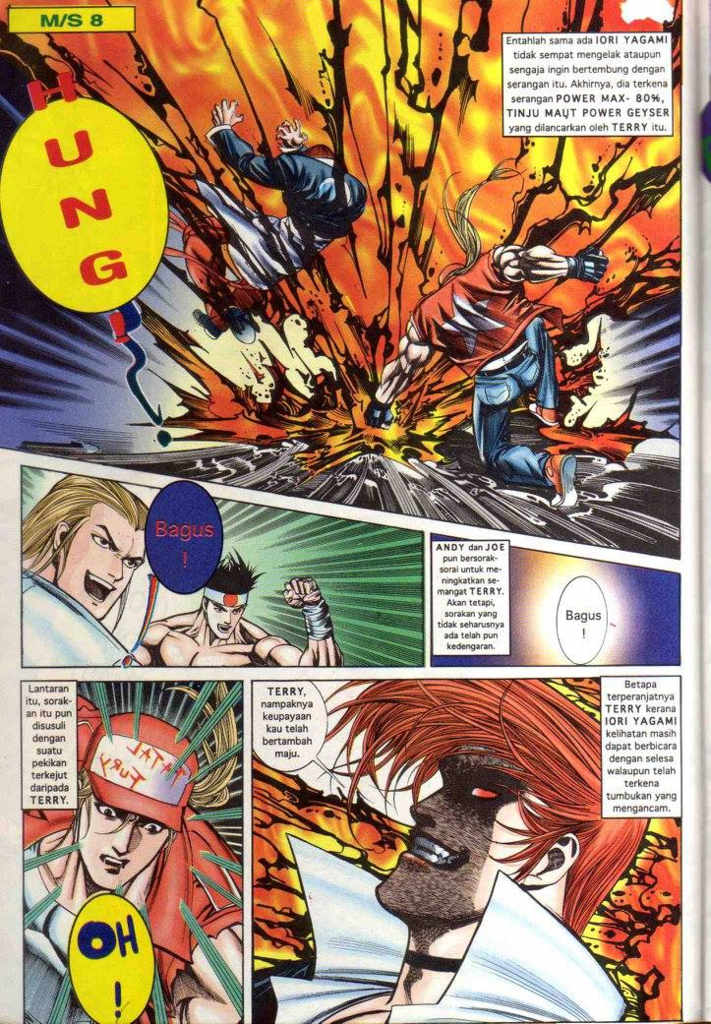 M/S 8
Entahlah sama ada IORI YAGAMI
tidak sempat mengelak ataupun
sengaja ingin bertembung dengan
serangan itu. Akhirnya, dia terkena
serangan POWER MAX- 80%,
TINJU MAUT POWER GEYSER
yang dilancarkan oleh TERRY itu.
HUNG!
Bagus
!
ANDY dan JOE
pun bersorak-
sorai untuk me-
ningkatkan se-
mangat TERRY.
Akan tetapi,
sorakan yang
tidak seharusnya
ada telah pun
kedengaran.
Bagus
!
Lantaran
itu, sorak-
an itu pun
disusuli
dengan
suatu
pekikan
terkejut
daripada
TERRY.
FATAL
FURY
OH
!
TERRY,
nampaknya
keupayaan
kau telah
bertambah
maju.
Betapa
terperanjatnya
TERRY kerana
IORI YAGAMI
kelihatan masih
dapat berbicara
dengan selesa
walaupun telah
terkena
tumbukan yang
mengancam.